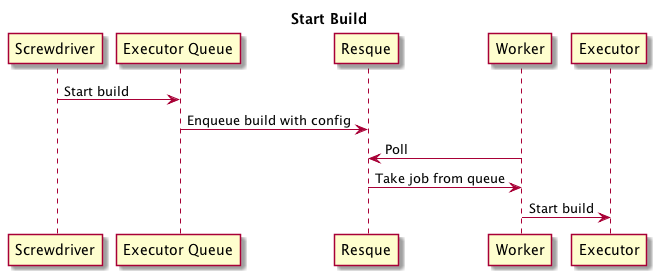 Start Build
Screwdriver Executor Queue Resque Worker Executor
Start build
Enqueue build with config
Poll
Take job from queue
Start build
Screwdriver Executor Queue Resque Worker Executor